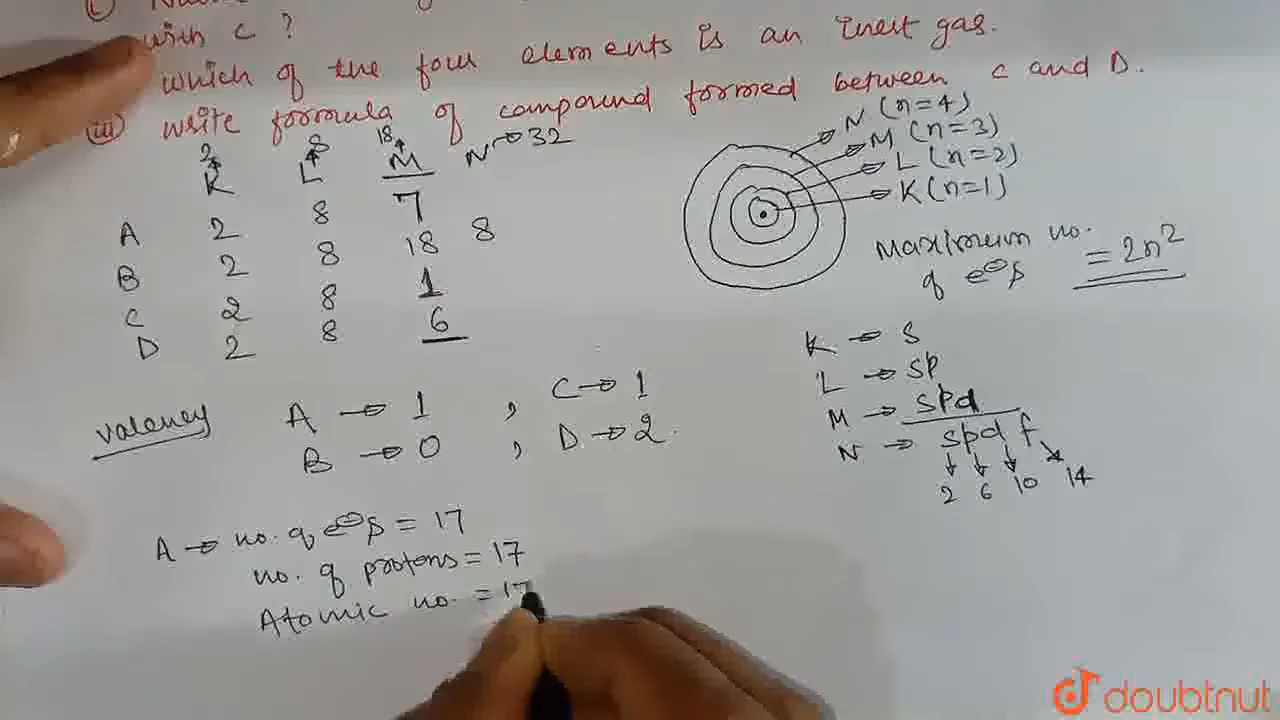 with C ?
which of the four elements is an inert gas.
iii) write formula of compound formed between C and D.
2 8 18 N → 32
K L M
A 2 8 7
B 2 8 18 8
C 2 8 1
D 2 8 6
N (n=4)
M (n=3)
L (n=2)
K (n=1)
Maximum no.
of e⊖s = 2n²
K → s
L → sp
M → spd
N → spd f
2 6 10 14
valency A → 1 , C → 1
B → 0 , D → 2.
A → no. of e⊖s = 17
no. of protons = 17
Atomic no. = 17
doubtnut